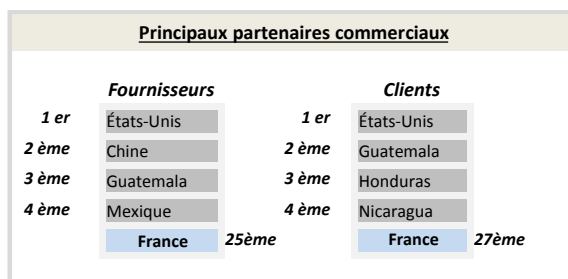 Principaux partenaires commerciaux
Fournisseurs Clients
1 er États-Unis 1 er États-Unis
2 ème Chine 2 ème Guatemala
3 ème Guatemala 3 ème Honduras
4 ème Mexique 4 ème Nicaragua
France 25ème France 27ème